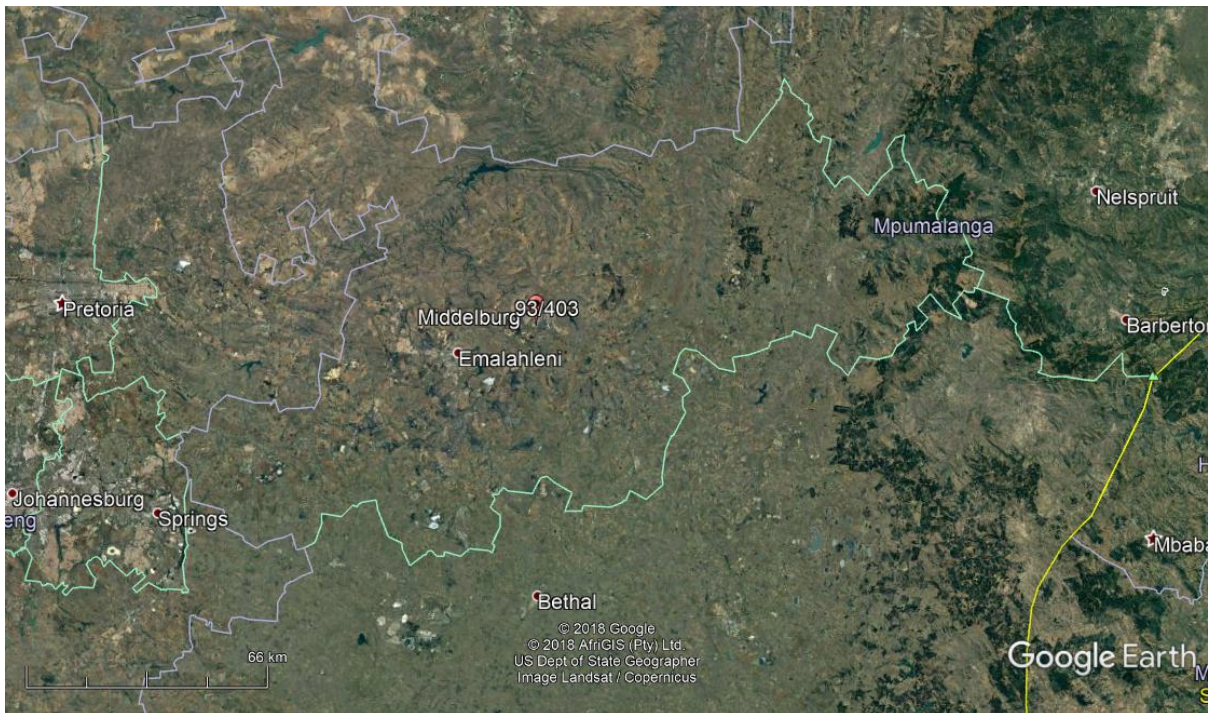 Nelspruit
Mpumalanga
Pretoria
Middelburg
93/403
Barberton
Emalahleni
Johannesburg
eng
Springs
H
Mbaba
Bethal
© 2018 Google
© 2018 AfriGIS (Pty) Ltd.
US Dept of State Geographer
Image Landsat / Copernicus
66 km
Google Earth
M
S